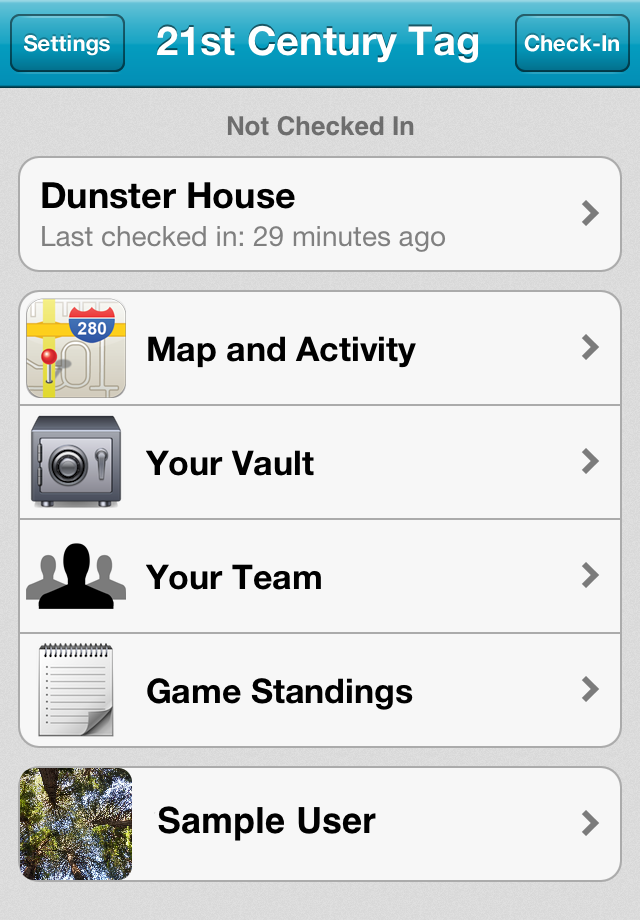 Settings
21st Century Tag
Check-In
Not Checked In
Dunster House
Last checked in: 29 minutes ago
280
Map and Activity
Your Vault
Your Team
Game Standings
Sample User